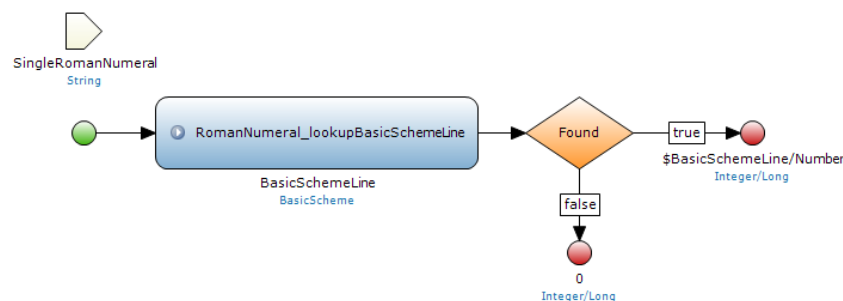 SingleRomanNumeral
String
RomanNumeral_lookupBasicSchemeLine
Found
true
BasicSchemeLine
BasicScheme
$BasicSchemeLine/Number
Integer/Long
false
0
Integer/Long